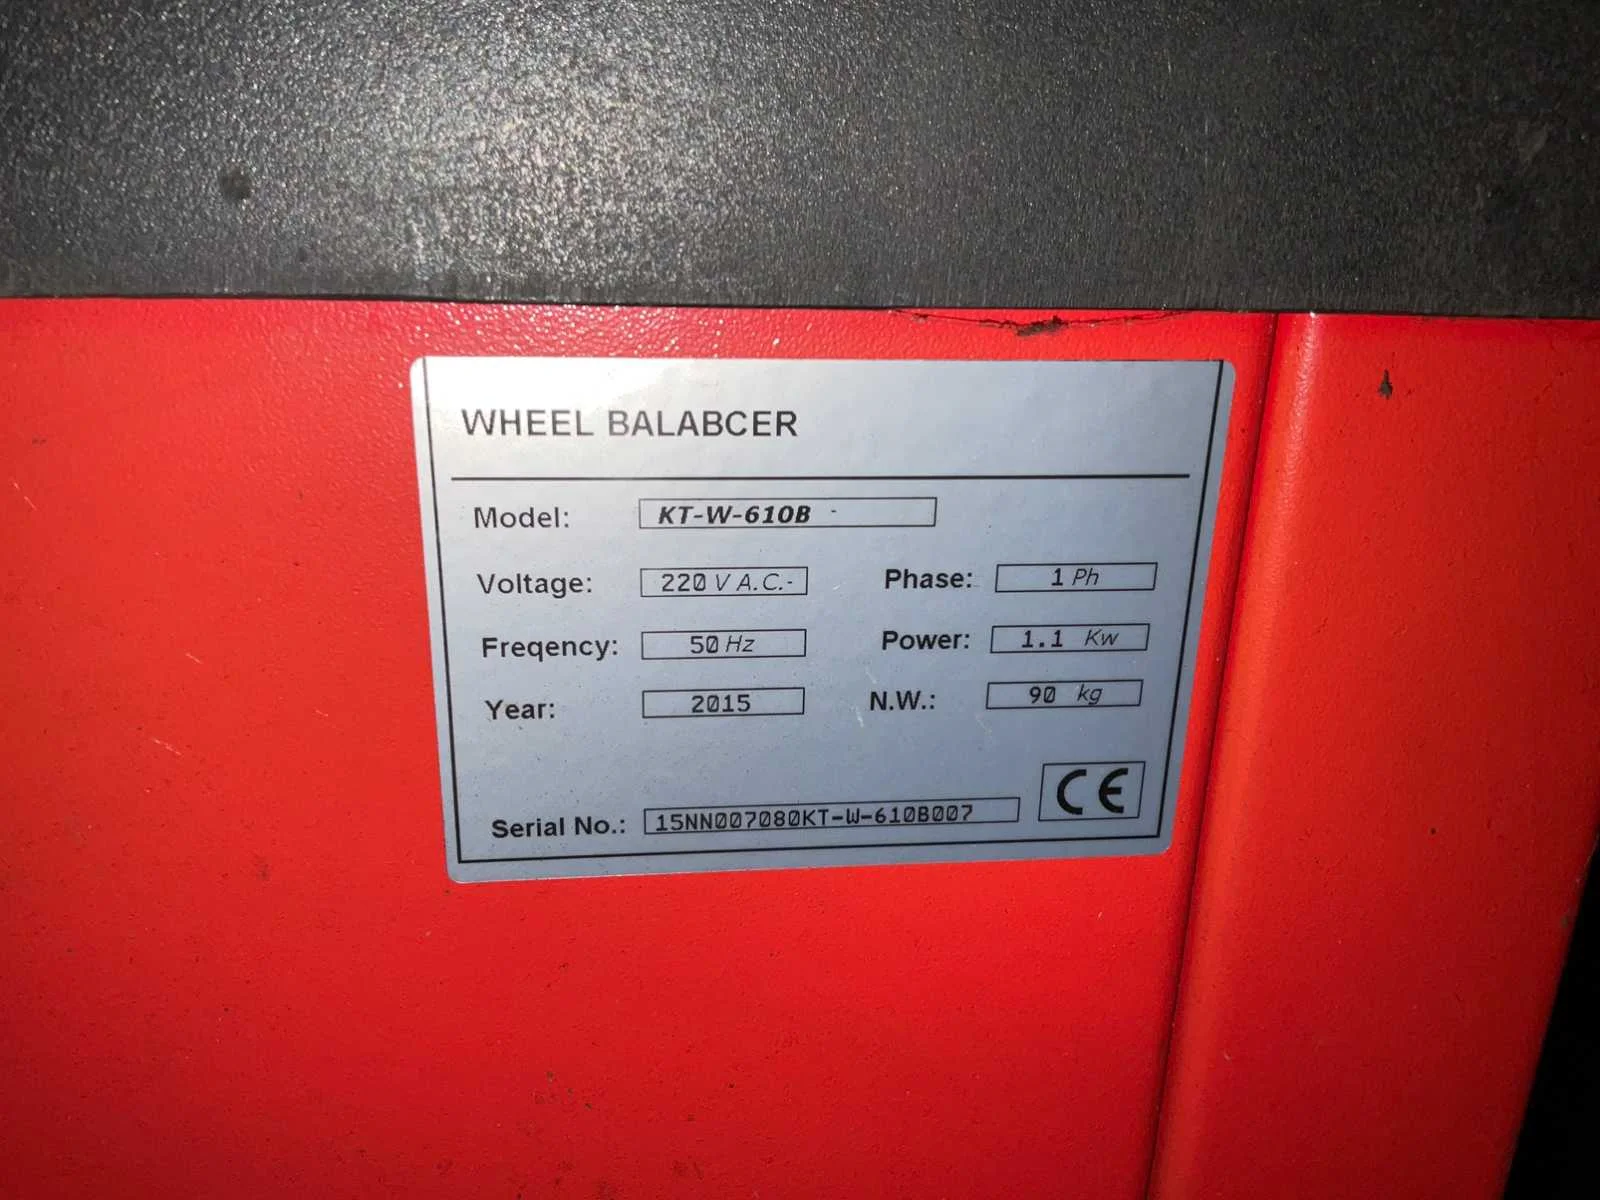 WHEEL BALABCER
Model: KT-W-610B -
Voltage: 220 V A.C.- Phase: 1 Ph
Freqency: 50 Hz Power: 1.1 Kw
Year: 2015 N.W.: 90 kg
Serial No.: 15NN007080KT-W-610B007 CE